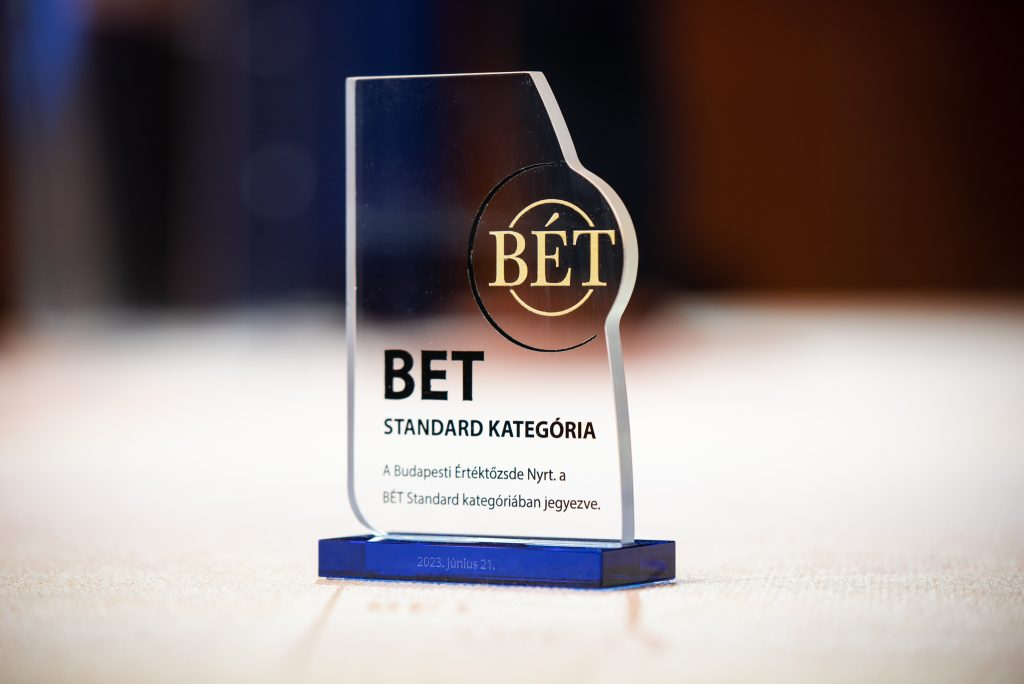 BÉT
BET
STANDARD KATEGÓRIA
A Budapesti Értéktőzsde Nyrt. a
BÉT Standard kategóriában jegyezve.
2023. június 21.